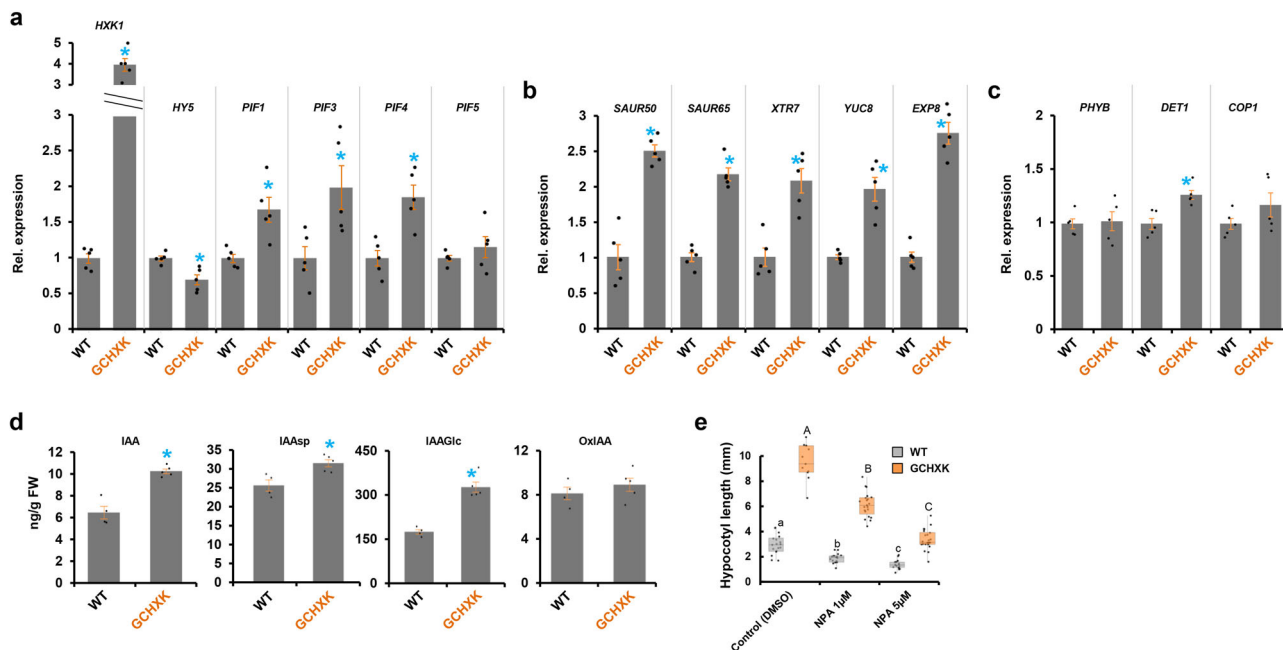 a
HXK1
5
4
3
HY5 PIF1 PIF3 PIF4 PIF5
3
2.5
2
1.5
1
0.5
0
Rel. expression
WT GCHXK WT GCHXK WT GCHXK WT GCHXK WT GCHXK WT GCHXK
*
*
*
*
*
b
SAUR50 SAUR65 XTR7 YUC8 EXP8
3
2.5
2
1.5
1
0.5
0
Rel. expression
WT GCHXK WT GCHXK WT GCHXK WT GCHXK WT GCHXK
*
*
*
*
*
c
PHYB DET1 COP1
2
1
0
Rel. expression
WT GCHXK WT GCHXK WT GCHXK
*
d
IAA
12
10
8
6
4
2
0
ng/g FW
WT GCHXK
*
IAAsp
35
30
25
20
15
10
5
0
WT GCHXK
*
IAAGlc
450
300
150
0
WT GCHXK
*
OxIAA
12
8
4
0
WT GCHXK
e
Hypocotyl length (mm)
10
8
6
4
2
0
a A b B c C
WT
GCHXK
Control (DMSO) NPA 1µM NPA 5µM